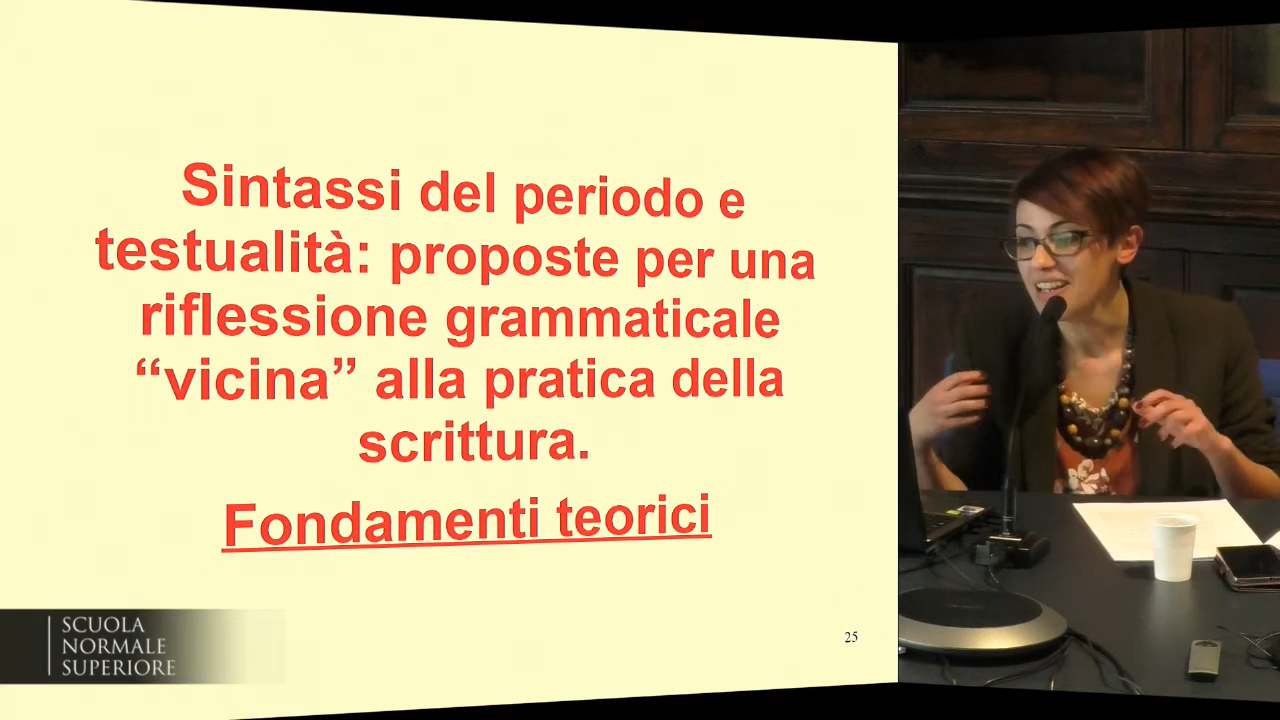 Sintassi del periodo e
testualità: proposte per una
riflessione grammaticale
“vicina” alla pratica della
scrittura.
Fondamenti teorici
SCUOLA
NORMALE
SUPERIORE
25